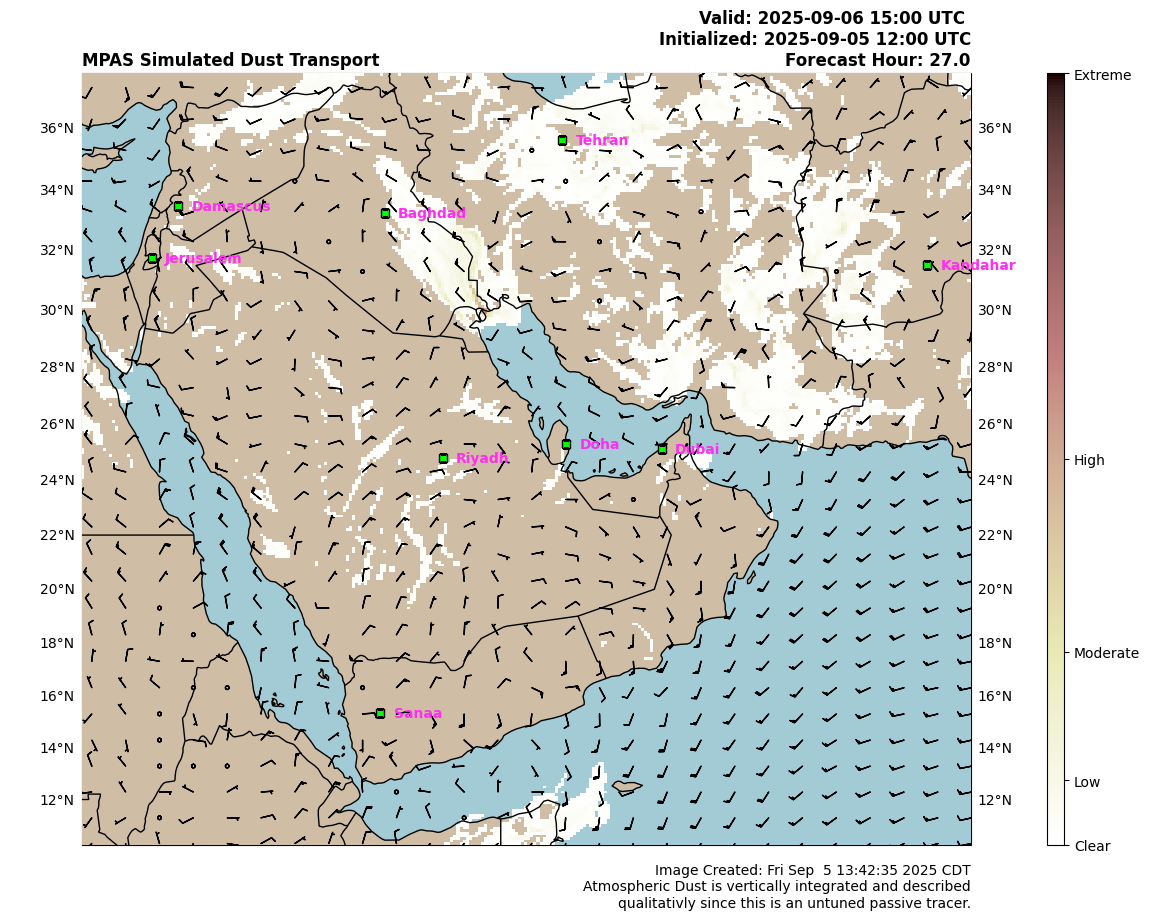 Valid: 2025-09-06 15:00 UTC
Initialized: 2025-09-05 12:00 UTC
MPAS Simulated Dust Transport
Forecast Hour: 27.0
Extreme
High
Moderate
Low
Clear
36°N
34°N
32°N
30°N
28°N
26°N
24°N
22°N
20°N
18°N
16°N
14°N
12°N
36°N
34°N
32°N
30°N
28°N
26°N
24°N
22°N
20°N
18°N
16°N
14°N
12°N
Tehran
Damascus
Baghdad
Jerusalem
Kandahar
Doha
Dubai
Riyadh
Sanaa
Image Created: Fri Sep  5 13:42:35 2025 CDT
Atmospheric Dust is vertically integrated and described
qualitativly since this is an untuned passive tracer.